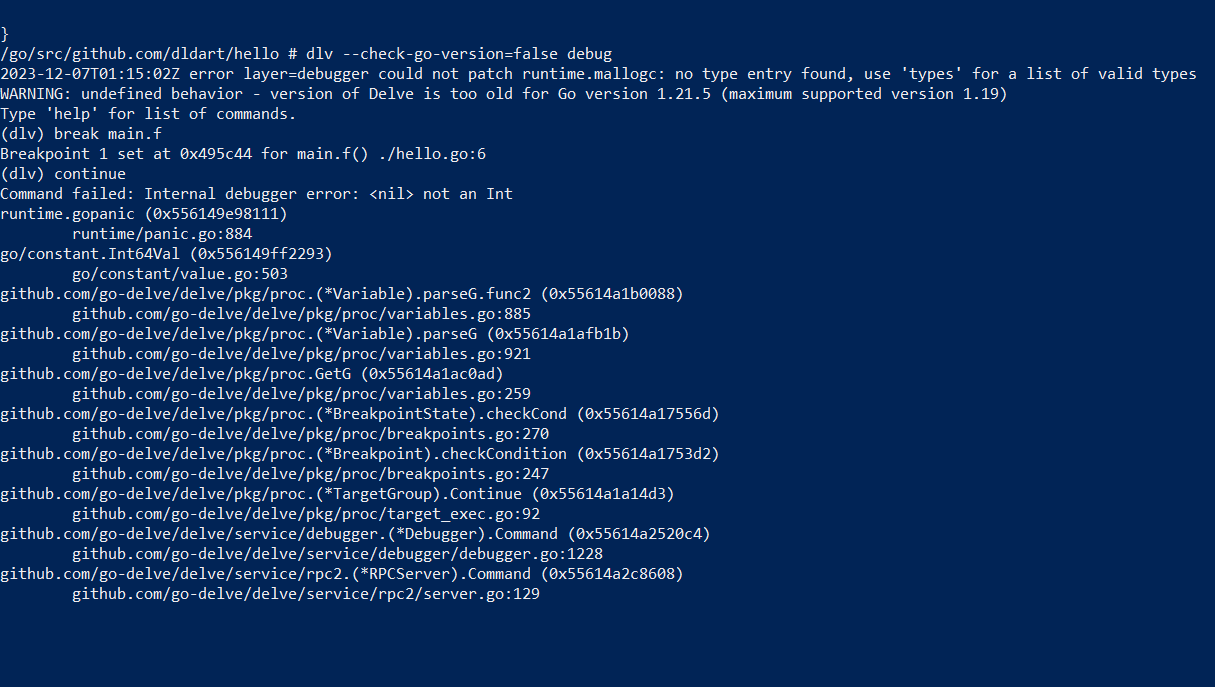 }
/go/src/github.com/dldart/hello # dlv --check-go-version=false debug
2023-12-07T01:15:02Z error layer=debugger could not patch runtime.mallogc: no type entry found, use 'types' for a list of valid types
WARNING: undefined behavior - version of Delve is too old for Go version 1.21.5 (maximum supported version 1.19)
Type 'help' for list of commands.
(dlv) break main.f
Breakpoint 1 set at 0x495c44 for main.f() ./hello.go:6
(dlv) continue
Command failed: Internal debugger error: <nil> not an Int
runtime.gopanic (0x556149e98111)
        runtime/panic.go:884
go/constant.Int64Val (0x556149ff2293)
        go/constant/value.go:503
github.com/go-delve/delve/pkg/proc.(*Variable).parseG.func2 (0x55614a1b0088)
        github.com/go-delve/delve/pkg/proc/variables.go:885
github.com/go-delve/delve/pkg/proc.(*Variable).parseG (0x55614a1afb1b)
        github.com/go-delve/delve/pkg/proc/variables.go:921
github.com/go-delve/delve/pkg/proc.GetG (0x55614a1ac0ad)
        github.com/go-delve/delve/pkg/proc/variables.go:259
github.com/go-delve/delve/pkg/proc.(*BreakpointState).checkCond (0x55614a17556d)
        github.com/go-delve/delve/pkg/proc/breakpoints.go:270
github.com/go-delve/delve/pkg/proc.(*Breakpoint).checkCondition (0x55614a1753d2)
        github.com/go-delve/delve/pkg/proc/breakpoints.go:247
github.com/go-delve/delve/pkg/proc.(*TargetGroup).Continue (0x55614a1a14d3)
        github.com/go-delve/delve/pkg/proc/target_exec.go:92
github.com/go-delve/delve/service/debugger.(*Debugger).Command (0x55614a2520c4)
        github.com/go-delve/delve/service/debugger/debugger.go:1228
github.com/go-delve/delve/service/rpc2.(*RPCServer).Command (0x55614a2c8608)
        github.com/go-delve/delve/service/rpc2/server.go:129